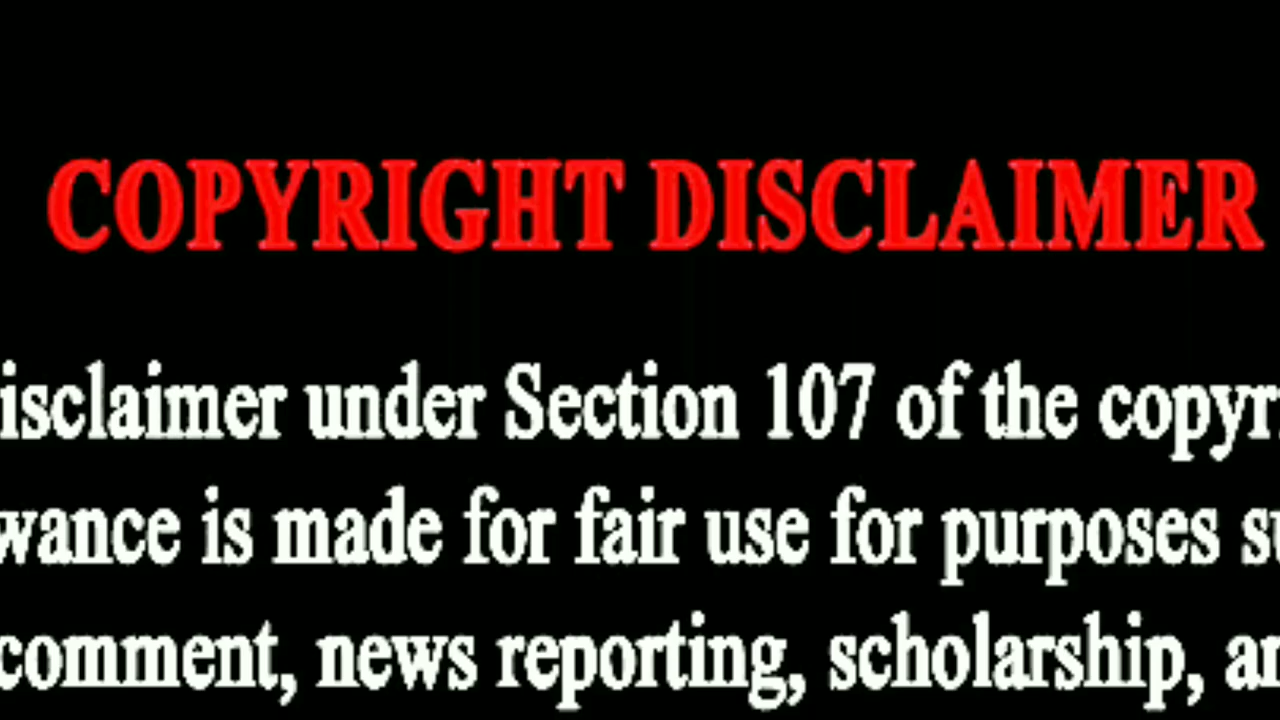 COPYRIGHT DISCLAIMER
isclaimer under Section 107 of the copyr
wance is made for fair use for purposes su
comment, news reporting, scholarship, an